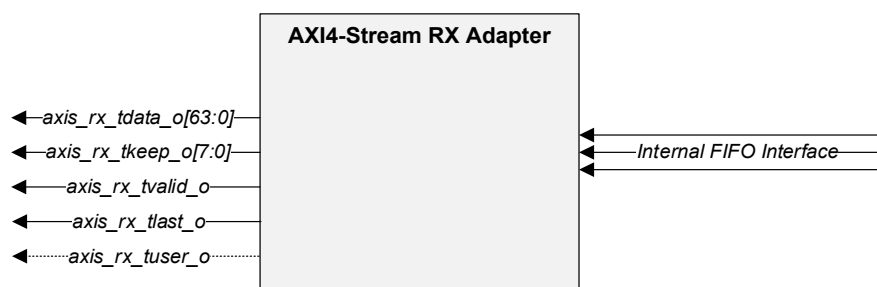 AXI4-Stream RX Adapter
axis_rx_tdata_o[63:0]
axis_rx_tkeep_o[7:0]
Internal FIFO Interface
axis_rx_tvalid_o
axis_rx_tlast_o
axis_rx_tuser_o